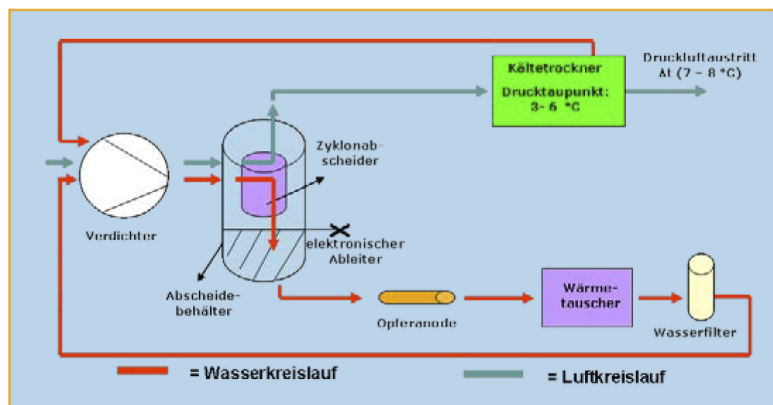 Kältetrockner
Drucktaupunkt:
3- 6 °C
Druckluftaustritt
Δt (7 – 8 °C)
Zyklonab-
scheider
Verdichter
elektronischer
Ableiter
Abscheide-
behälter
Opferanode
Wärme-
tauscher
Wasserfilter
= Wasserkreislauf
= Luftkreislauf